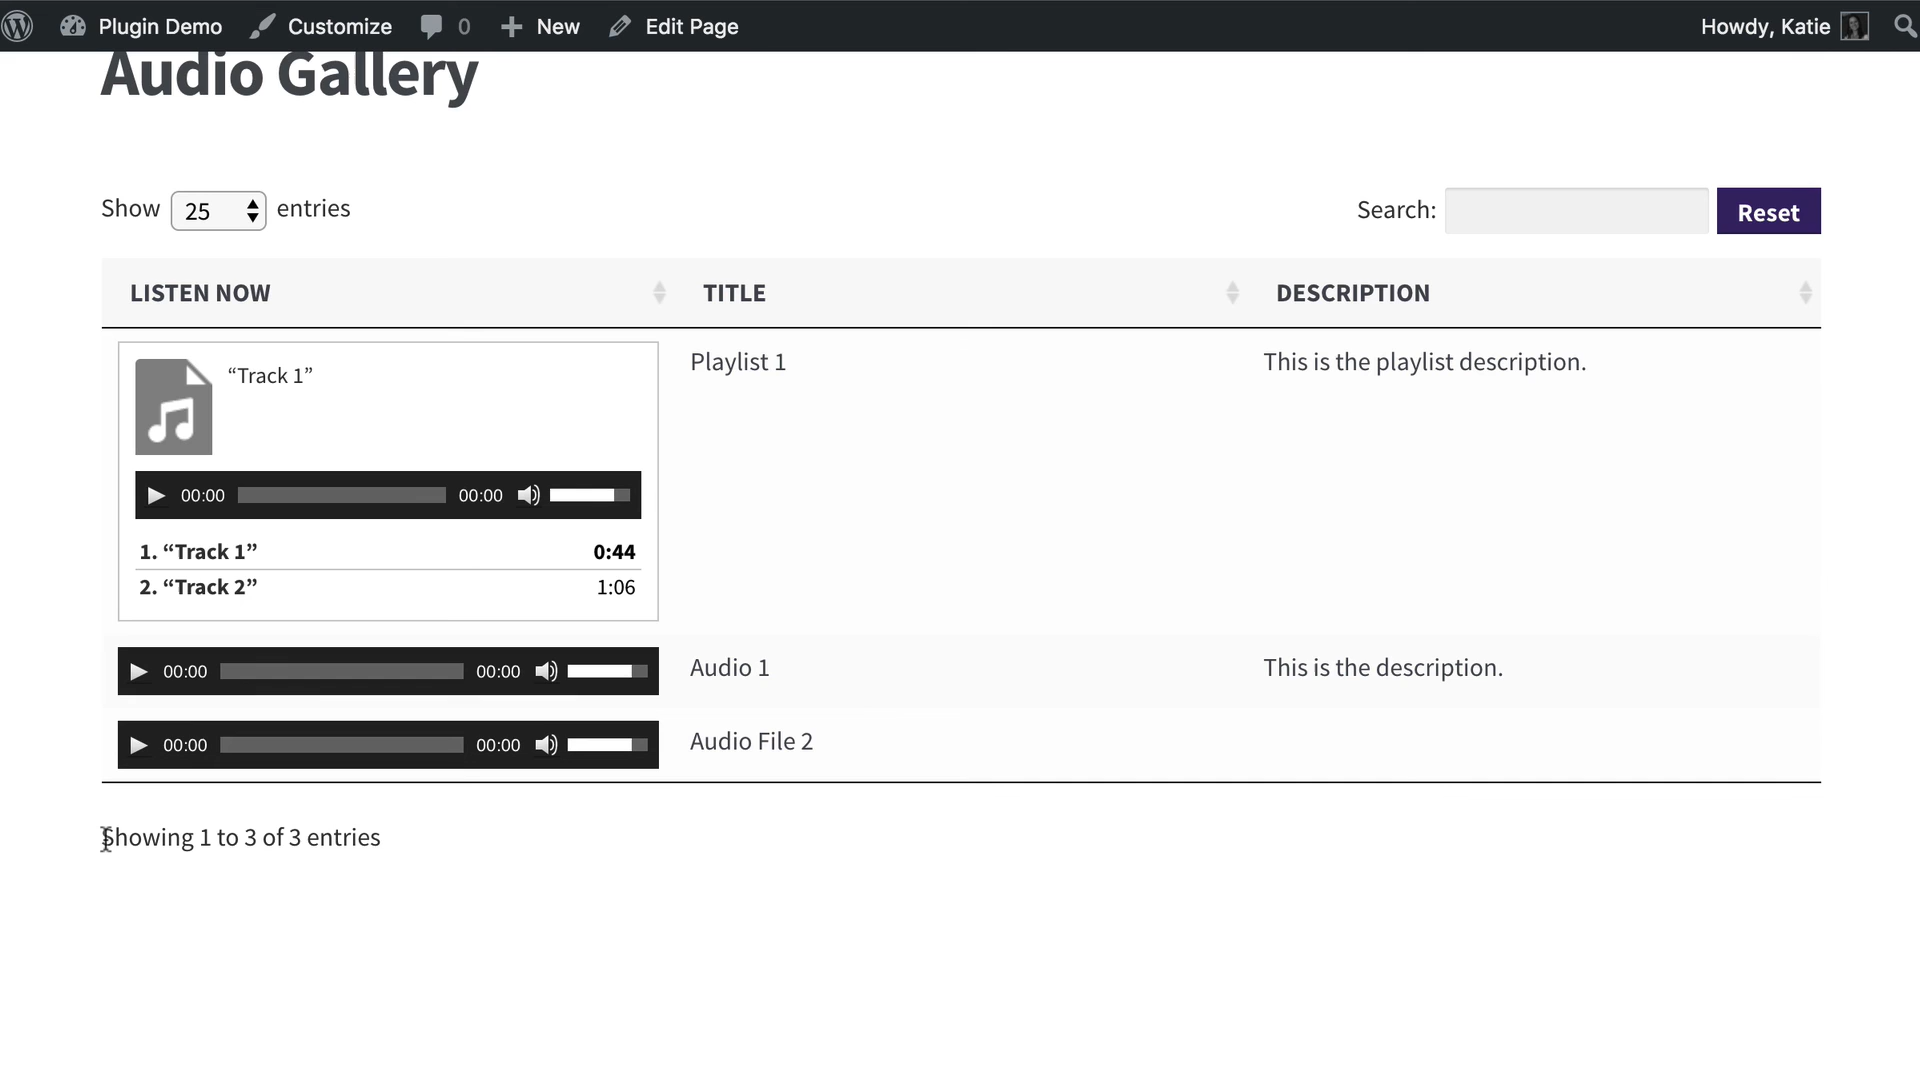 Plugin Demo Customize 0 New Edit Page Howdy, Katie
Audio Gallery
Show 25 entries Search: Reset
LISTEN NOW TITLE DESCRIPTION
“Track 1” Playlist 1 This is the playlist description.
00:00 00:00
1. “Track 1” 0:44
2. “Track 2” 1:06
00:00 00:00 Audio 1 This is the description.
00:00 00:00 Audio File 2
Showing 1 to 3 of 3 entries